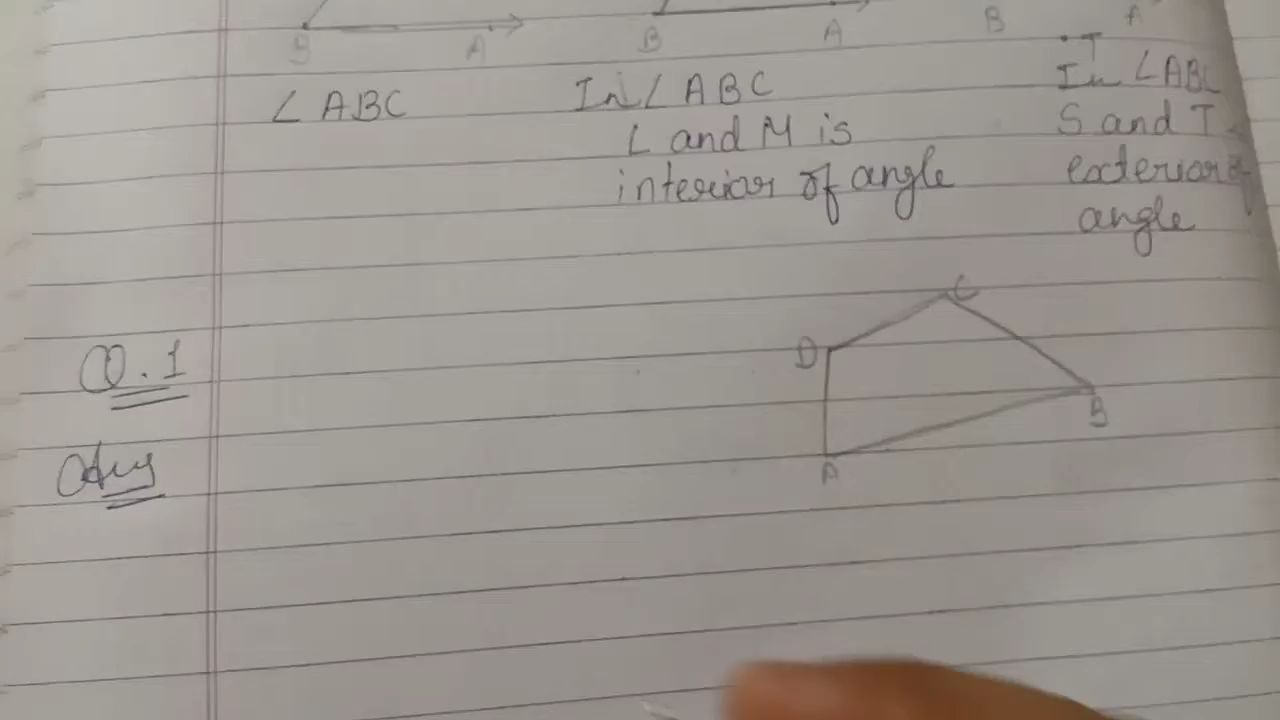 B A B A B A
∠ABC In ∠ABC
L and M is
interior of angle
.T
In ∠ABC
S and T
exterior of
angle
C
D
B
A
Q.1
Ans